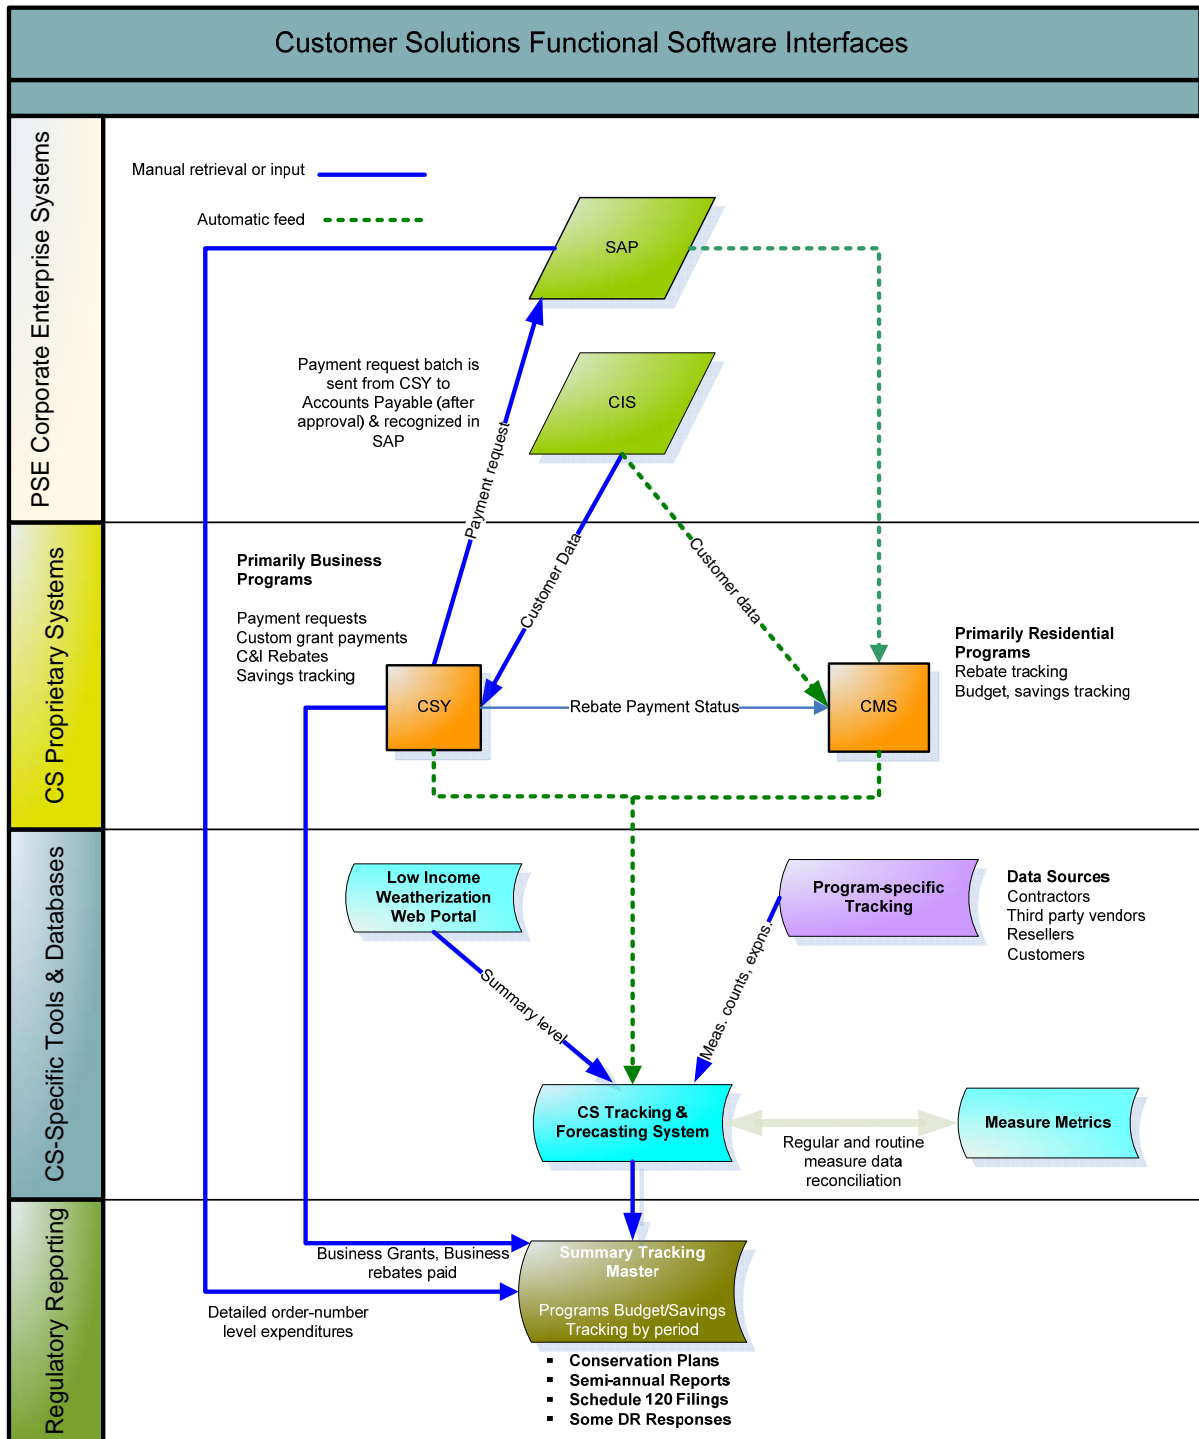 Customer Solutions Functional Software Interfaces
PSE Corporate Enterprise Systems
Manual retrieval or input
Automatic feed
SAP
Payment request batch is
sent from CSY to
Accounts Payable (after
approval) & recognized in
SAP
CIS
Payment request
CS Proprietary Systems
Primarily Business
Programs
Payment requests
Custom grant payments
C&I Rebates
Savings tracking
Customer Data
Customer data
Primarily Residential
Programs
Rebate tracking
Budget, savings tracking
CSY
Rebate Payment Status
CMS
CS-Specific Tools & Databases
Low Income
Weatherization
Web Portal
Program-specific
Tracking
Data Sources
Contractors
Third party vendors
Resellers
Customers
Summary level
Meas. counts, expns.
CS Tracking &
Forecasting System
Measure Metrics
Regular and routine
measure data
reconciliation
Regulatory Reporting
Business Grants, Business
rebates paid
Detailed order-number
level expenditures
Summary Tracking
Master
Programs Budget/Savings
Tracking by period
▪ Conservation Plans
▪ Semi-annual Reports
▪ Schedule 120 Filings
▪ Some DR Responses